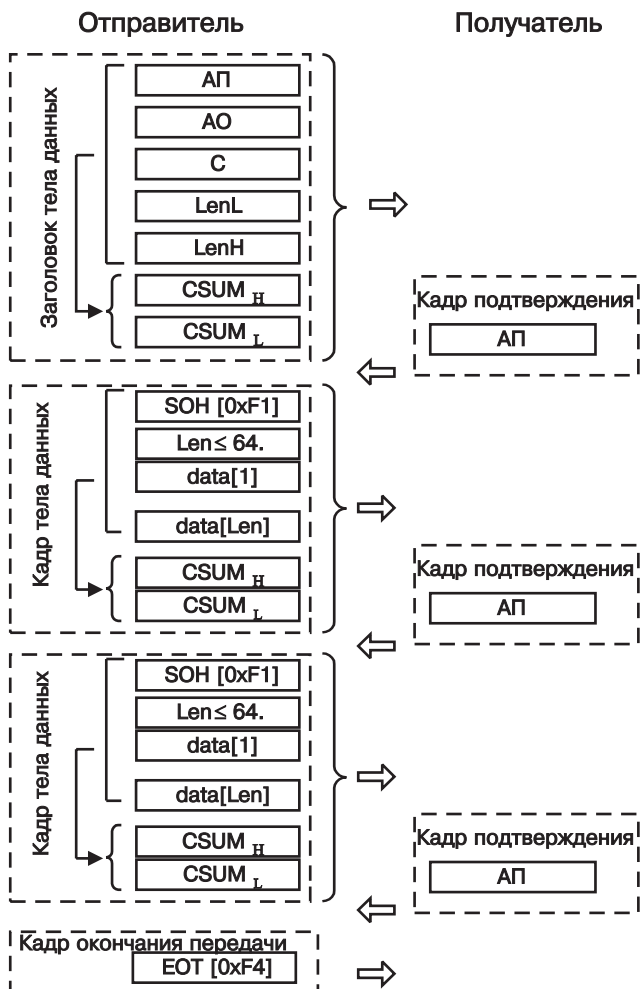 Отправитель
Получатель
Заголовок тела данных
АП
АО
С
LenL
LenH
CSUM H
CSUM L
Кадр подтверждения
АП
Кадр тела данных
SOH [0xF1]
Len≤ 64.
data[1]
data[Len]
CSUM H
CSUM L
Кадр подтверждения
АП
Кадр тела данных
SOH [0xF1]
Len≤ 64.
data[1]
data[Len]
CSUM H
CSUM L
Кадр подтверждения
АП
Кадр окончания передачи
EOT [0xF4]